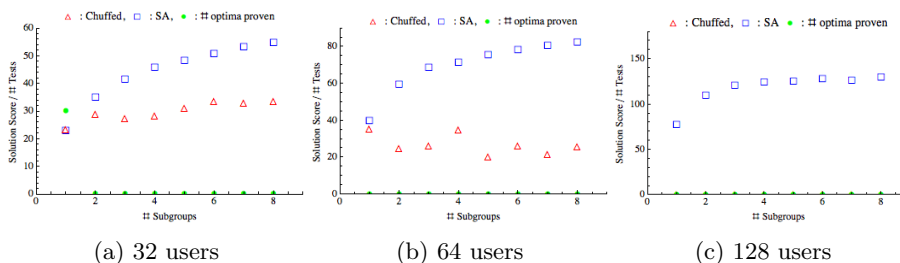 : Chuffed, : SA, : # optima proven
60
50
40
30
20
10
0
0 2 4 6 8
Solution Score / # Tests
# Subgroups
(a) 32 users
: Chuffed, : SA, : # optima proven
80
60
40
20
0
0 2 4 6 8
Solution Score / # Tests
# Subgroups
(b) 64 users
: Chuffed, : SA, : # optima proven
150
100
50
0
0 2 4 6 8
Solution Score / # Tests
# Subgroups
(c) 128 users